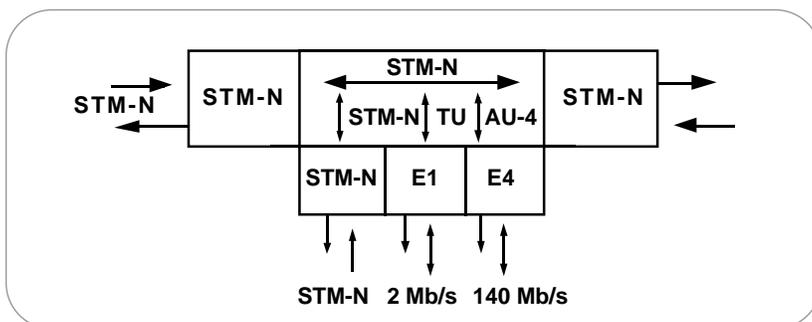 STM-N
STM-N
STM-N
STM-N
STM-N TU AU-4
STM-N E1 E4
STM-N 2 Mb/s 140 Mb/s